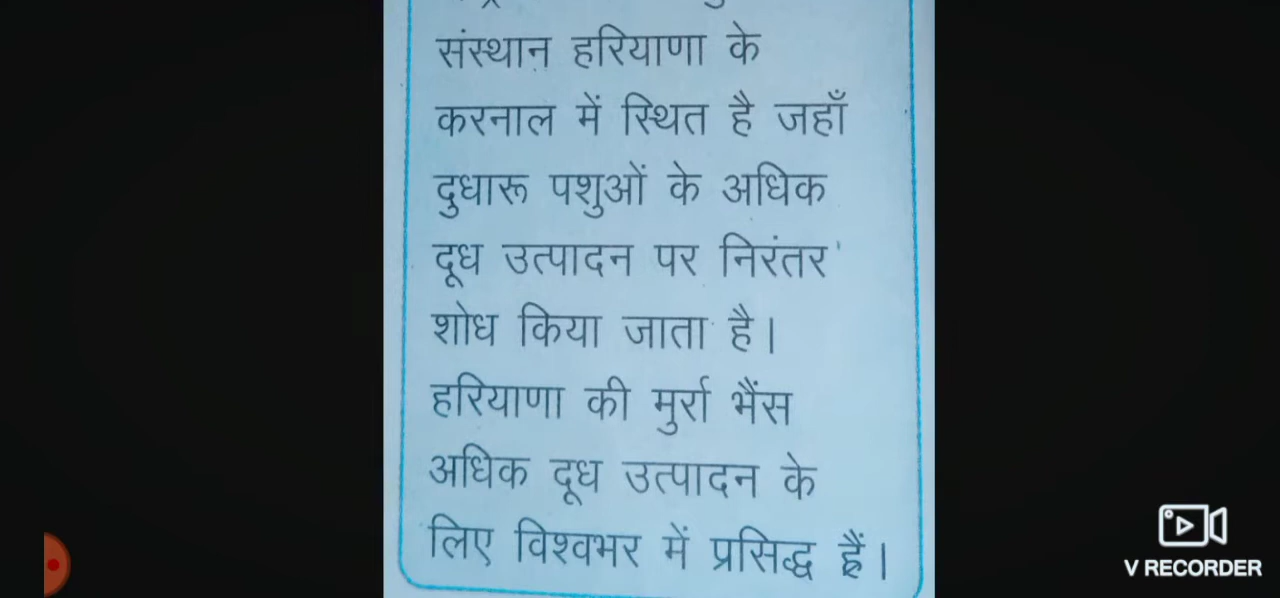 संस्थान हरियाणा के
करनाल में स्थित है जहाँ
दुधारू पशुओं के अधिक
दूध उत्पादन पर निरंतर
शोध किया जाता है।
हरियाणा की मुर्रा भैंस
अधिक दूध उत्पादन के
लिए विश्वभर में प्रसिद्ध हैं।
V RECORDER